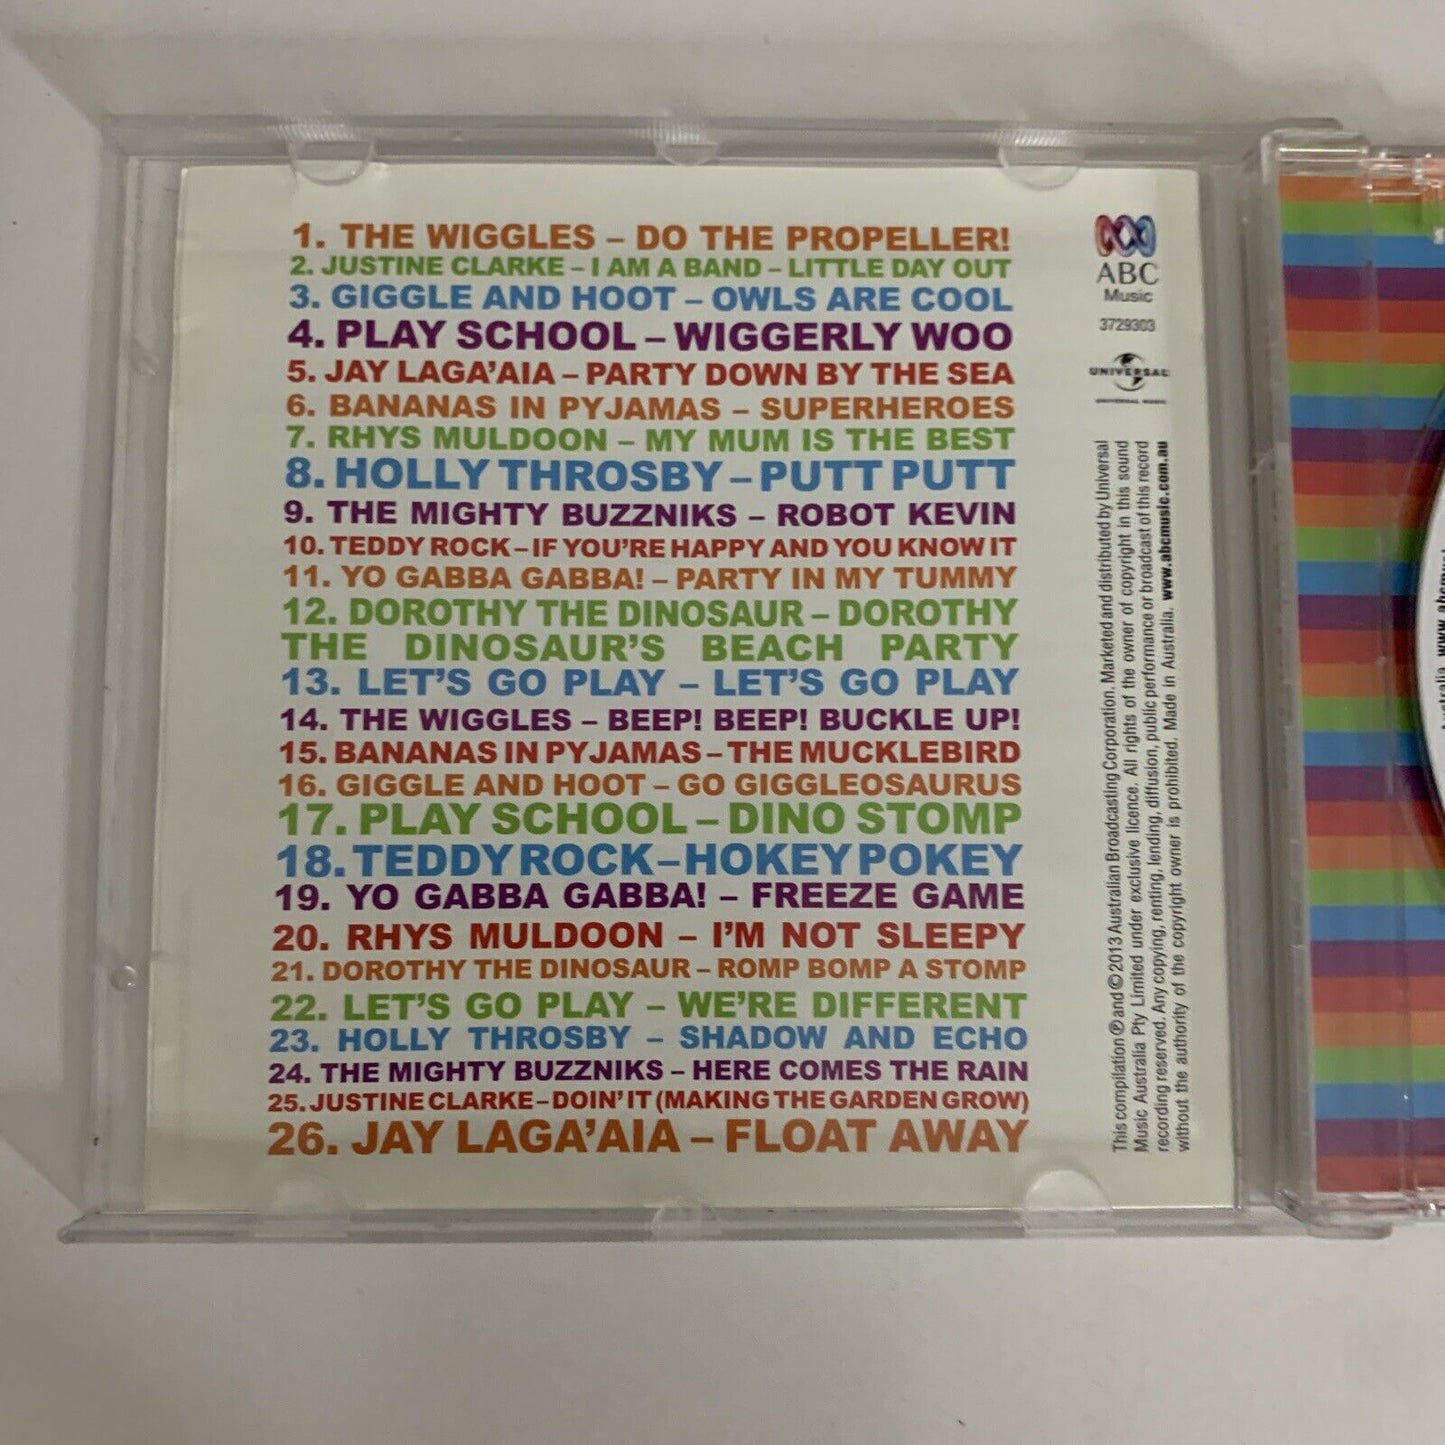 1. THE WIGGLES – DO THE PROPELLER!
2. JUSTINE CLARKE – I AM A BAND – LITTLE DAY OUT
3. GIGGLE AND HOOT – OWLS ARE COOL
4. PLAY SCHOOL – WIGGERLY WOO
5. JAY LAGA'AIA – PARTY DOWN BY THE SEA
6. BANANAS IN PYJAMAS – SUPERHEROES
7. RHYS MULDOON – MY MUM IS THE BEST
8. HOLLY THROSBY – PUTT PUTT
9. THE MIGHTY BUZZNIKS – ROBOT KEVIN
10. TEDDY ROCK – IF YOU'RE HAPPY AND YOU KNOW IT
11. YO GABBA GABBA! – PARTY IN MY TUMMY
12. DOROTHY THE DINOSAUR – DOROTHY
THE DINOSAUR'S BEACH PARTY
13. LET'S GO PLAY – LET'S GO PLAY
14. THE WIGGLES – BEEP! BEEP! BUCKLE UP!
15. BANANAS IN PYJAMAS – THE MUCKLEBIRD
16. GIGGLE AND HOOT – GO GIGGLEOSAURUS
17. PLAY SCHOOL – DINO STOMP
18. TEDDY ROCK – HOKEY POKEY
19. YO GABBA GABBA! – FREEZE GAME
20. RHYS MULDOON – I'M NOT SLEEPY
21. DOROTHY THE DINOSAUR – ROMP BOMP A STOMP
22. LET'S GO PLAY – WE'RE DIFFERENT
23. HOLLY THROSBY – SHADOW AND ECHO
24. THE MIGHTY BUZZNIKS – HERE COMES THE RAIN
25. JUSTINE CLARKE – DOIN' IT (MAKING THE GARDEN GROW)
26. JAY LAGA'AIA – FLOAT AWAY
ABC
Music
3729303
UNIVERSAL
UNIVERSAL MUSIC
This compilation ℗ and © 2013 Australian Broadcasting Corporation. Marketed and distributed by Universal
Music Australia Pty Limited under exclusive licence. All rights of the owner of copyright in this sound
recording reserved. Any copying, renting, lending, diffusion, public performance or broadcast of this record
without the authority of the copyright owner is prohibited. Made in Australia. www.abcmusic.com.au